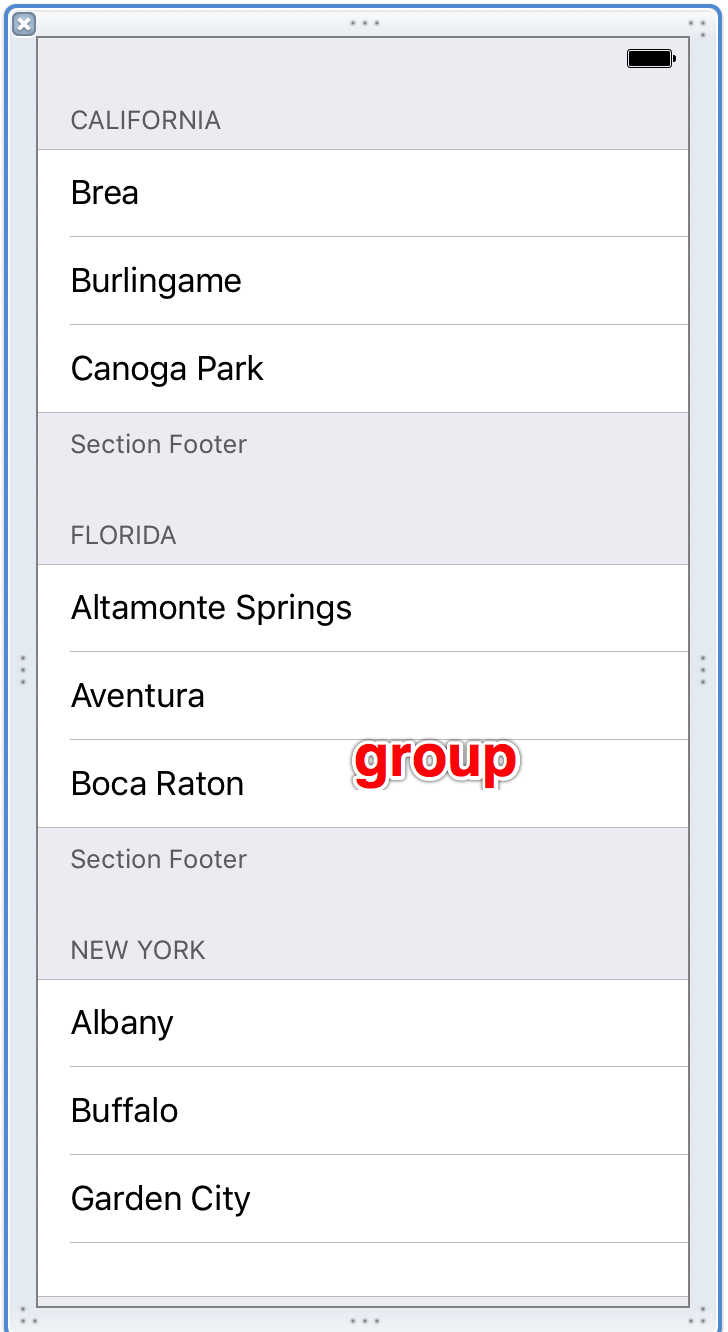 CALIFORNIA
Brea
Burlingame
Canoga Park
Section Footer
FLORIDA
Altamonte Springs
Aventura
group
Boca Raton
Section Footer
NEW YORK
Albany
Buffalo
Garden City